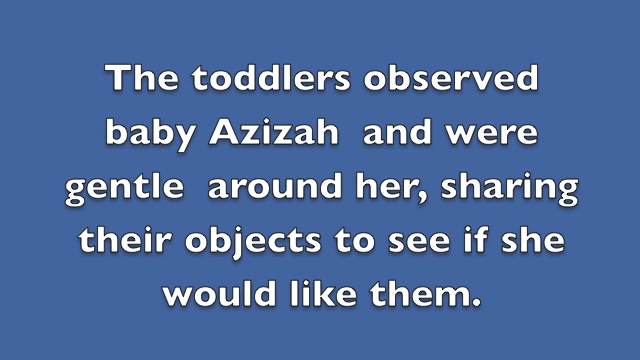 The toddlers observed
baby Azizah  and were
gentle  around her, sharing
their objects to see if she
would like them.